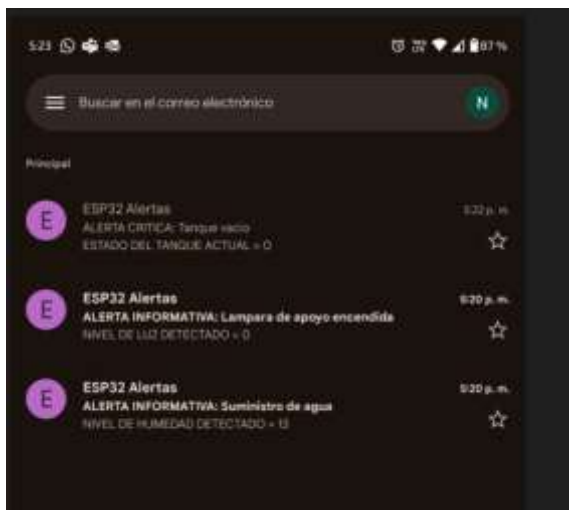 5:23
87%
Buscar en el correo electrónico
N
Principal
E
ESP32 Alertas
5:22 p. m.
ALERTA CRITICA: Tanque vacio
ESTADO DEL TANQUE ACTUAL = 0
E
ESP32 Alertas
5:20 p. m.
ALERTA INFORMATIVA: Lampara de apoyo encendida
NIVEL DE LUZ DETECTADO = 0
E
ESP32 Alertas
5:20 p. m.
ALERTA INFORMATIVA: Suministro de agua
NIVEL DE HUMEDAD DETECTADO = 13